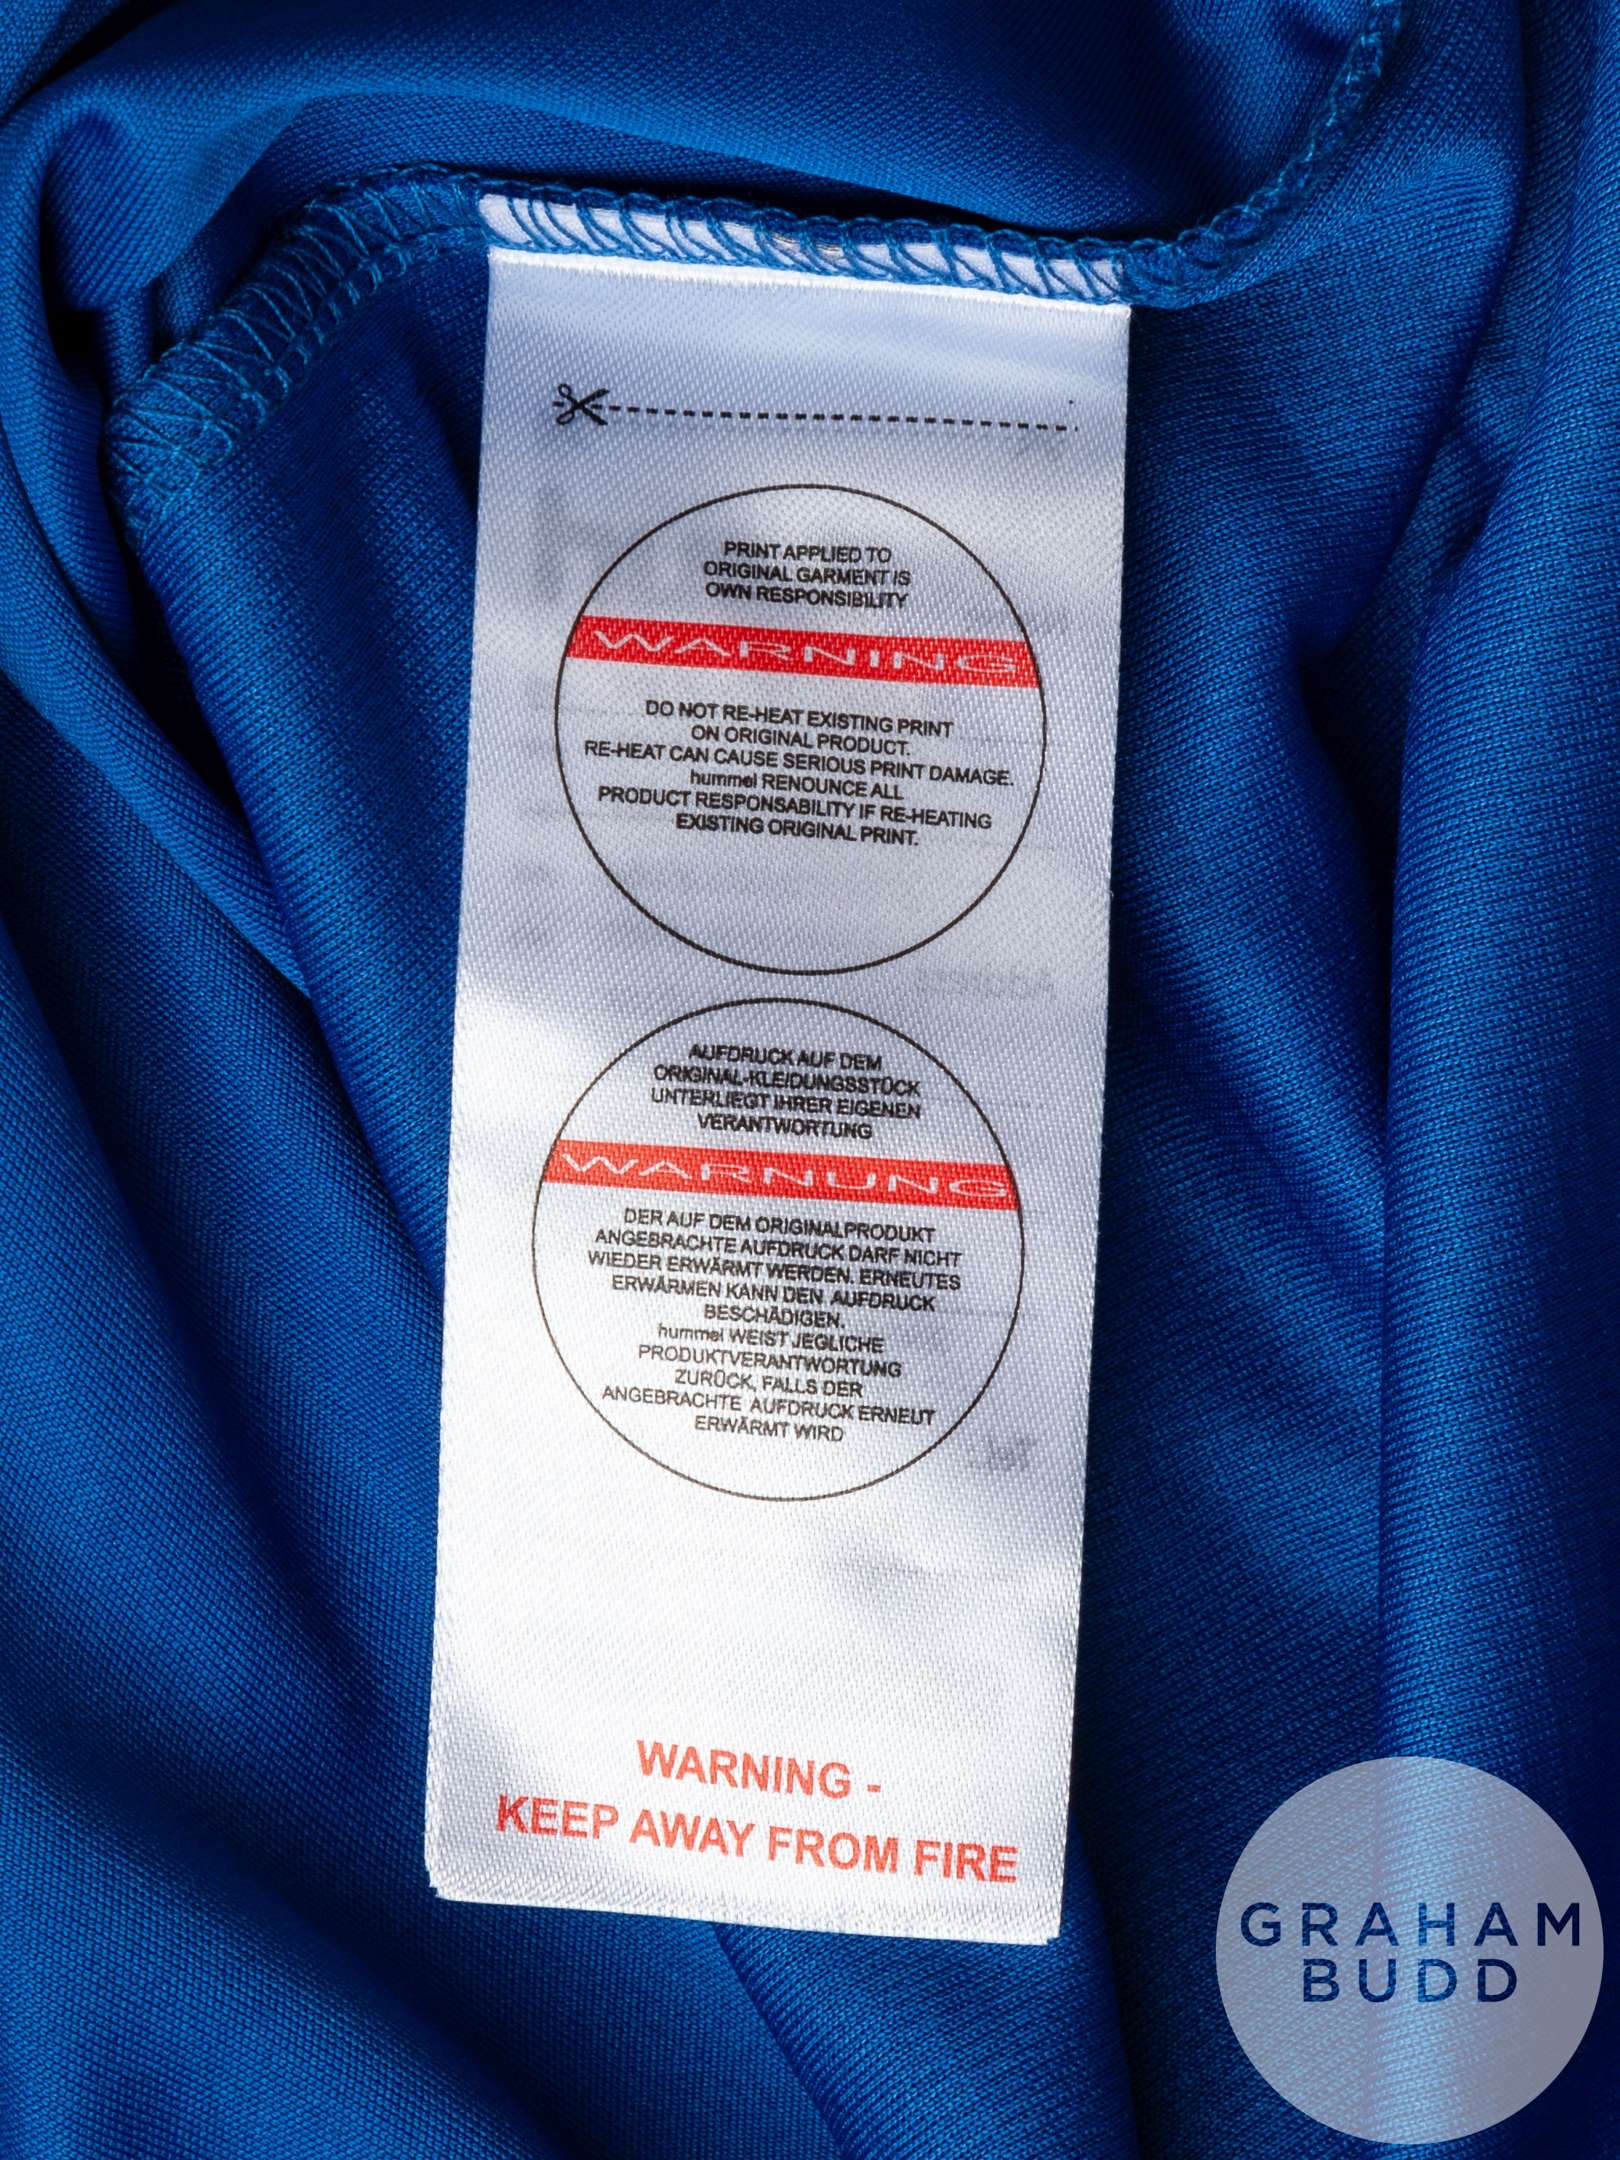 PRINT APPLIED TO
ORIGINAL GARMENT IS
OWN RESPONSIBILITY
WARNING
DO NOT RE-HEAT EXISTING PRINT
ON ORIGINAL PRODUCT.
RE-HEAT CAN CAUSE SERIOUS PRINT DAMAGE.
hummel RENOUNCE ALL
PRODUCT RESPONSABILITY IF RE-HEATING
EXISTING ORIGINAL PRINT.
AUFDRUCK AUF DEM
ORIGINAL-KLEIDUNGSSTÜCK
UNTERLIEGT IHRER EIGENEN
VERANTWORTUNG
WARNUNG
DER AUF DEM ORIGINALPRODUKT
ANGEBRACHTE AUFDRUCK DARF NICHT
WIEDER ERWÄRMT WERDEN. ERNEUTES
ERWÄRMEN KANN DEN AUFDRUCK
BESCHÄDIGEN.
hummel WEIST JEGLICHE
PRODUKTVERANTWORTUNG
ZURÜCK, FALLS DER
ANGEBRACHTE AUFDRUCK ERNEUT
ERWÄRMT WIRD
WARNING -
KEEP AWAY FROM FIRE
GRAHAM
BUDD